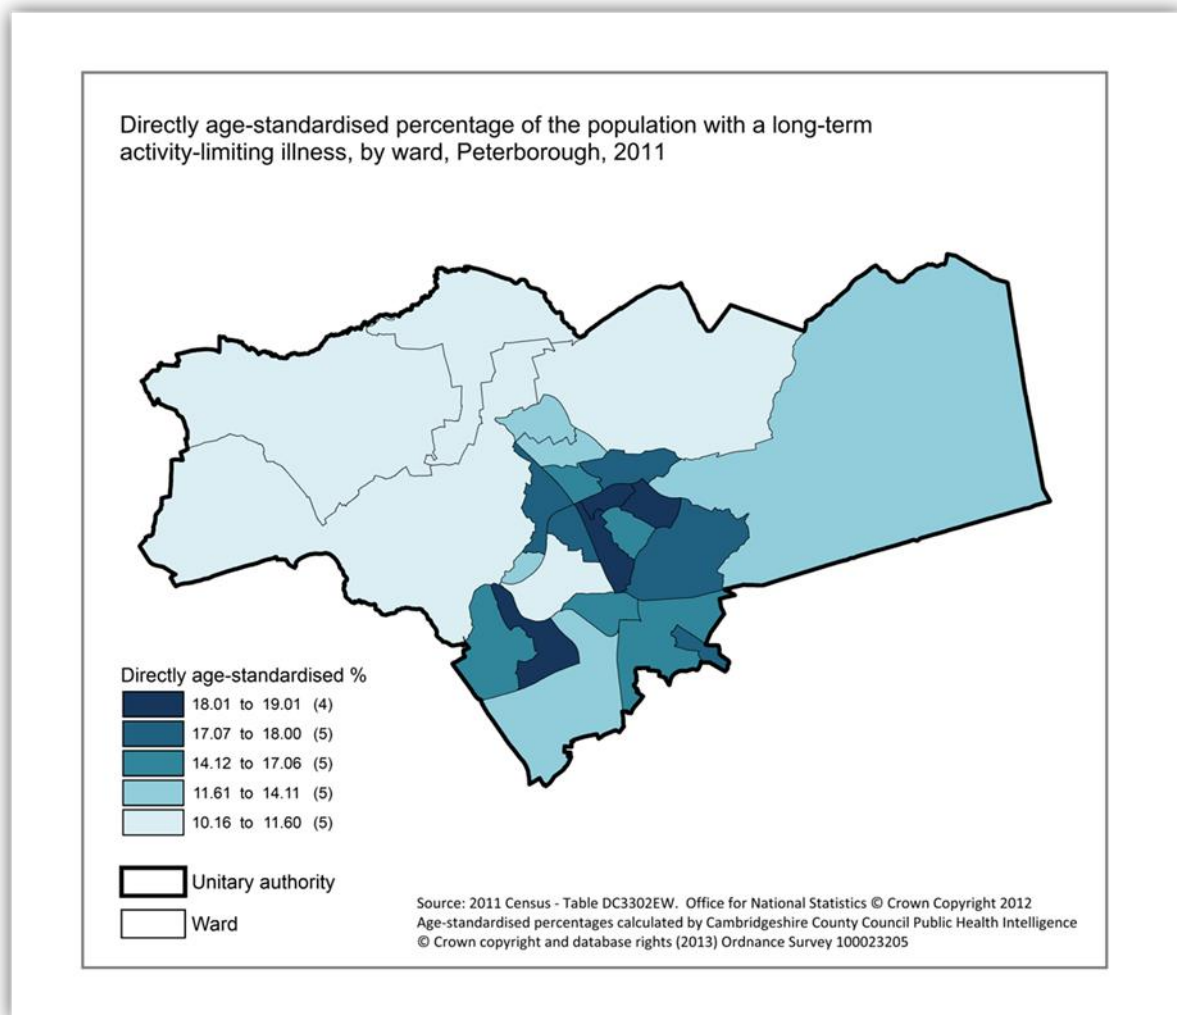 Directly age-standardised percentage of the population with a long-term
activity-limiting illness, by ward, Peterborough, 2011
Directly age-standardised %
18.01 to 19.01 (4)
17.07 to 18.00 (5)
14.12 to 17.06 (5)
11.61 to 14.11 (5)
10.16 to 11.60 (5)
Unitary authority
Ward
Source: 2011 Census - Table DC3302EW. Office for National Statistics © Crown Copyright 2012
Age-standardised percentages calculated by Cambridgeshire County Council Public Health Intelligence
© Crown copyright and database rights (2013) Ordnance Survey 100023205